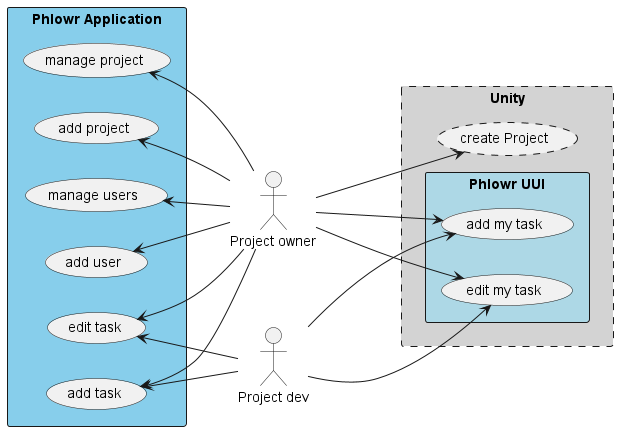 Phlowr Application
manage project
add project
manage users
add user
edit task
add task
Project owner
Project dev
Unity
create Project
Phlowr UUI
add my task
edit my task